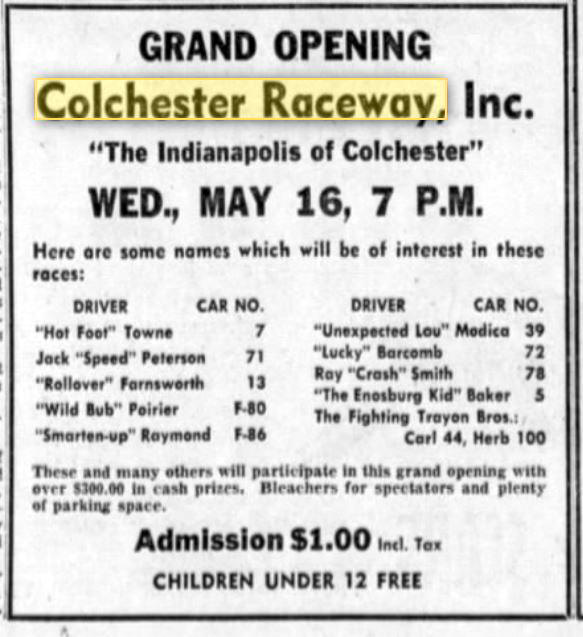 GRAND OPENING
Colchester Raceway, Inc.
"The Indianapolis of Colchester"
WED., MAY 16, 7 P.M.
Here are some names which will be of interest in these
races:
DRIVER CAR NO.
"Hot Foot" Towne 7
Jack "Speed" Peterson 71
"Rollover" Farnsworth 13
"Wild Bub" Poirier F-80
"Smarten-up" Raymond F-86
DRIVER CAR NO.
"Unexpected Lou" Modica 39
"Lucky" Barcomb 72
Ray "Crash" Smith 78
"The Enosburg Kid" Baker 5
The Fighting Trayon Bros.:
Carl 44, Herb 100
These and many others will participate in this grand opening with
over $300.00 in cash prizes. Bleachers for spectators and plenty
of parking space.
Admission $1.00 Incl. Tax
CHILDREN UNDER 12 FREE